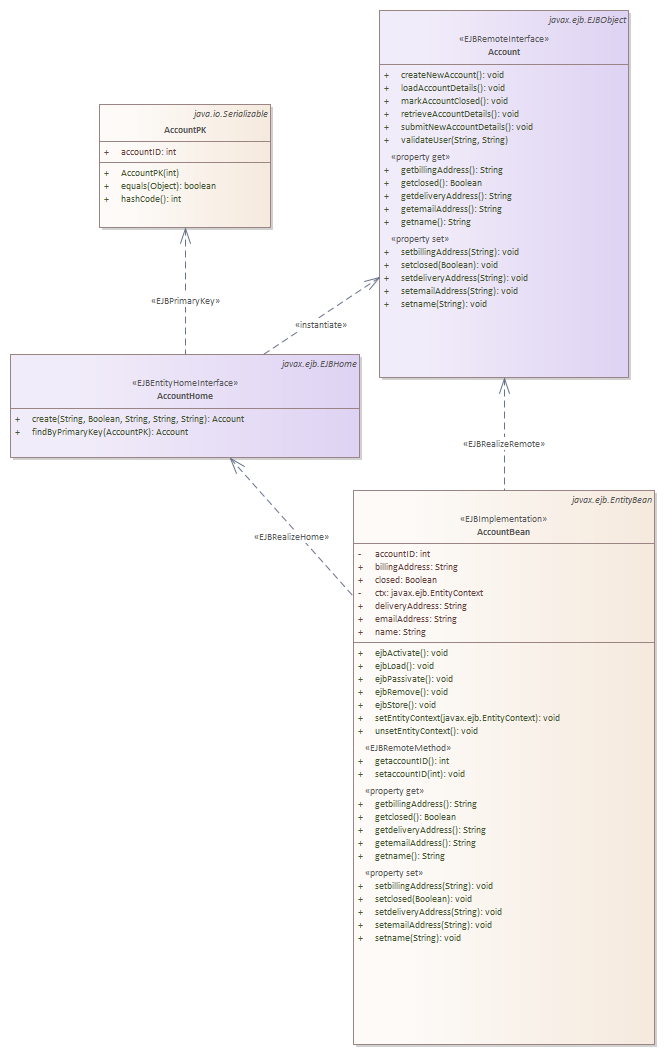 javax.ejb.EJBObject
«EJBRemoteInterface»
Account
+ createNewAccount(): void
+ loadAccountDetails(): void
+ markAccountClosed(): void
+ retrieveAccountDetails(): void
+ submitNewAccountDetails(): void
+ validateUser(String, String)
«property get»
+ getbillingAddress(): String
+ getclosed(): Boolean
+ getdeliveryAddress(): String
+ getemailAddress(): String
+ getname(): String
«property set»
+ setbillingAddress(String): void
+ setclosed(Boolean): void
+ setdeliveryAddress(String): void
+ setemailAddress(String): void
+ setname(String): void
java.io.Serializable
AccountPK
+ accountID: int
+ AccountPK(int)
+ equals(Object): boolean
+ hashCode(): int
«EJBPrimaryKey»
«instantiate»
javax.ejb.EJBHome
«EJBEntityHomeInterface»
AccountHome
+ create(String, Boolean, String, String, String): Account
+ findByPrimaryKey(AccountPK): Account
«EJBRealizeRemote»
«EJBRealizeHome»
javax.ejb.EntityBean
«EJBImplementation»
AccountBean
- accountID: int
+ billingAddress: String
+ closed: Boolean
- ctx: javax.ejb.EntityContext
+ deliveryAddress: String
+ emailAddress: String
+ name: String
+ ejbActivate(): void
+ ejbLoad(): void
+ ejbPassivate(): void
+ ejbRemove(): void
+ ejbStore(): void
+ setEntityContext(javax.ejb.EntityContext): void
+ unsetEntityContext(): void
«EJBRemoteMethod»
+ getaccountID(): int
+ setaccountID(int): void
«property get»
+ getbillingAddress(): String
+ getclosed(): Boolean
+ getdeliveryAddress(): String
+ getemailAddress(): String
+ getname(): String
«property set»
+ setbillingAddress(String): void
+ setclosed(Boolean): void
+ setdeliveryAddress(String): void
+ setemailAddress(String): void
+ setname(String): void